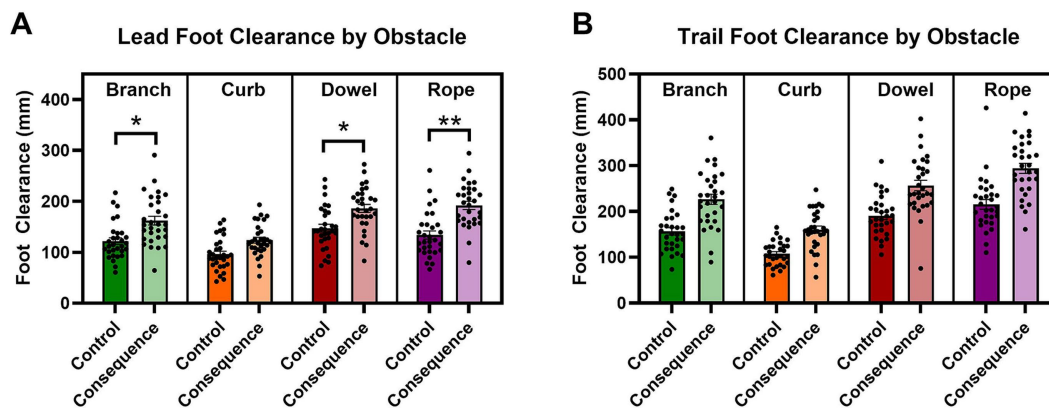 A
Lead Foot Clearance by Obstacle
Foot Clearance (mm)
400
300
200
100
0
Branch
Curb
Dowel
Rope
*
*
**
Control
Consequence
Control
Consequence
Control
Consequence
Control
Consequence
B
Trail Foot Clearance by Obstacle
Foot Clearance (mm)
500
400
300
200
100
0
Branch
Curb
Dowel
Rope
Control
Consequence
Control
Consequence
Control
Consequence
Control
Consequence